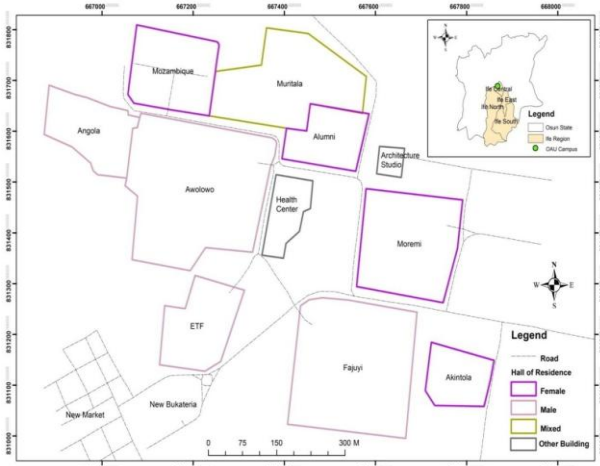 667000
667200
667400
667600
667800
668000
831800
831700
831600
831500
831400
831300
831200
831100
831000
Mozambique
Muritala
Angola
Alumni
Architecture
Studio
Awolowo
Health
Center
Moremi
ETF
Fajuyi
Akintola
New Market
New Bukateria
0 75 150 300 M
N
W E
S
Legend
Road
Hall of Residence
Female
Male
Mixed
Other Building
Ife Central
Ife East
Ife North
Ife South
Legend
Osun State
Ife Region
OAU Campus